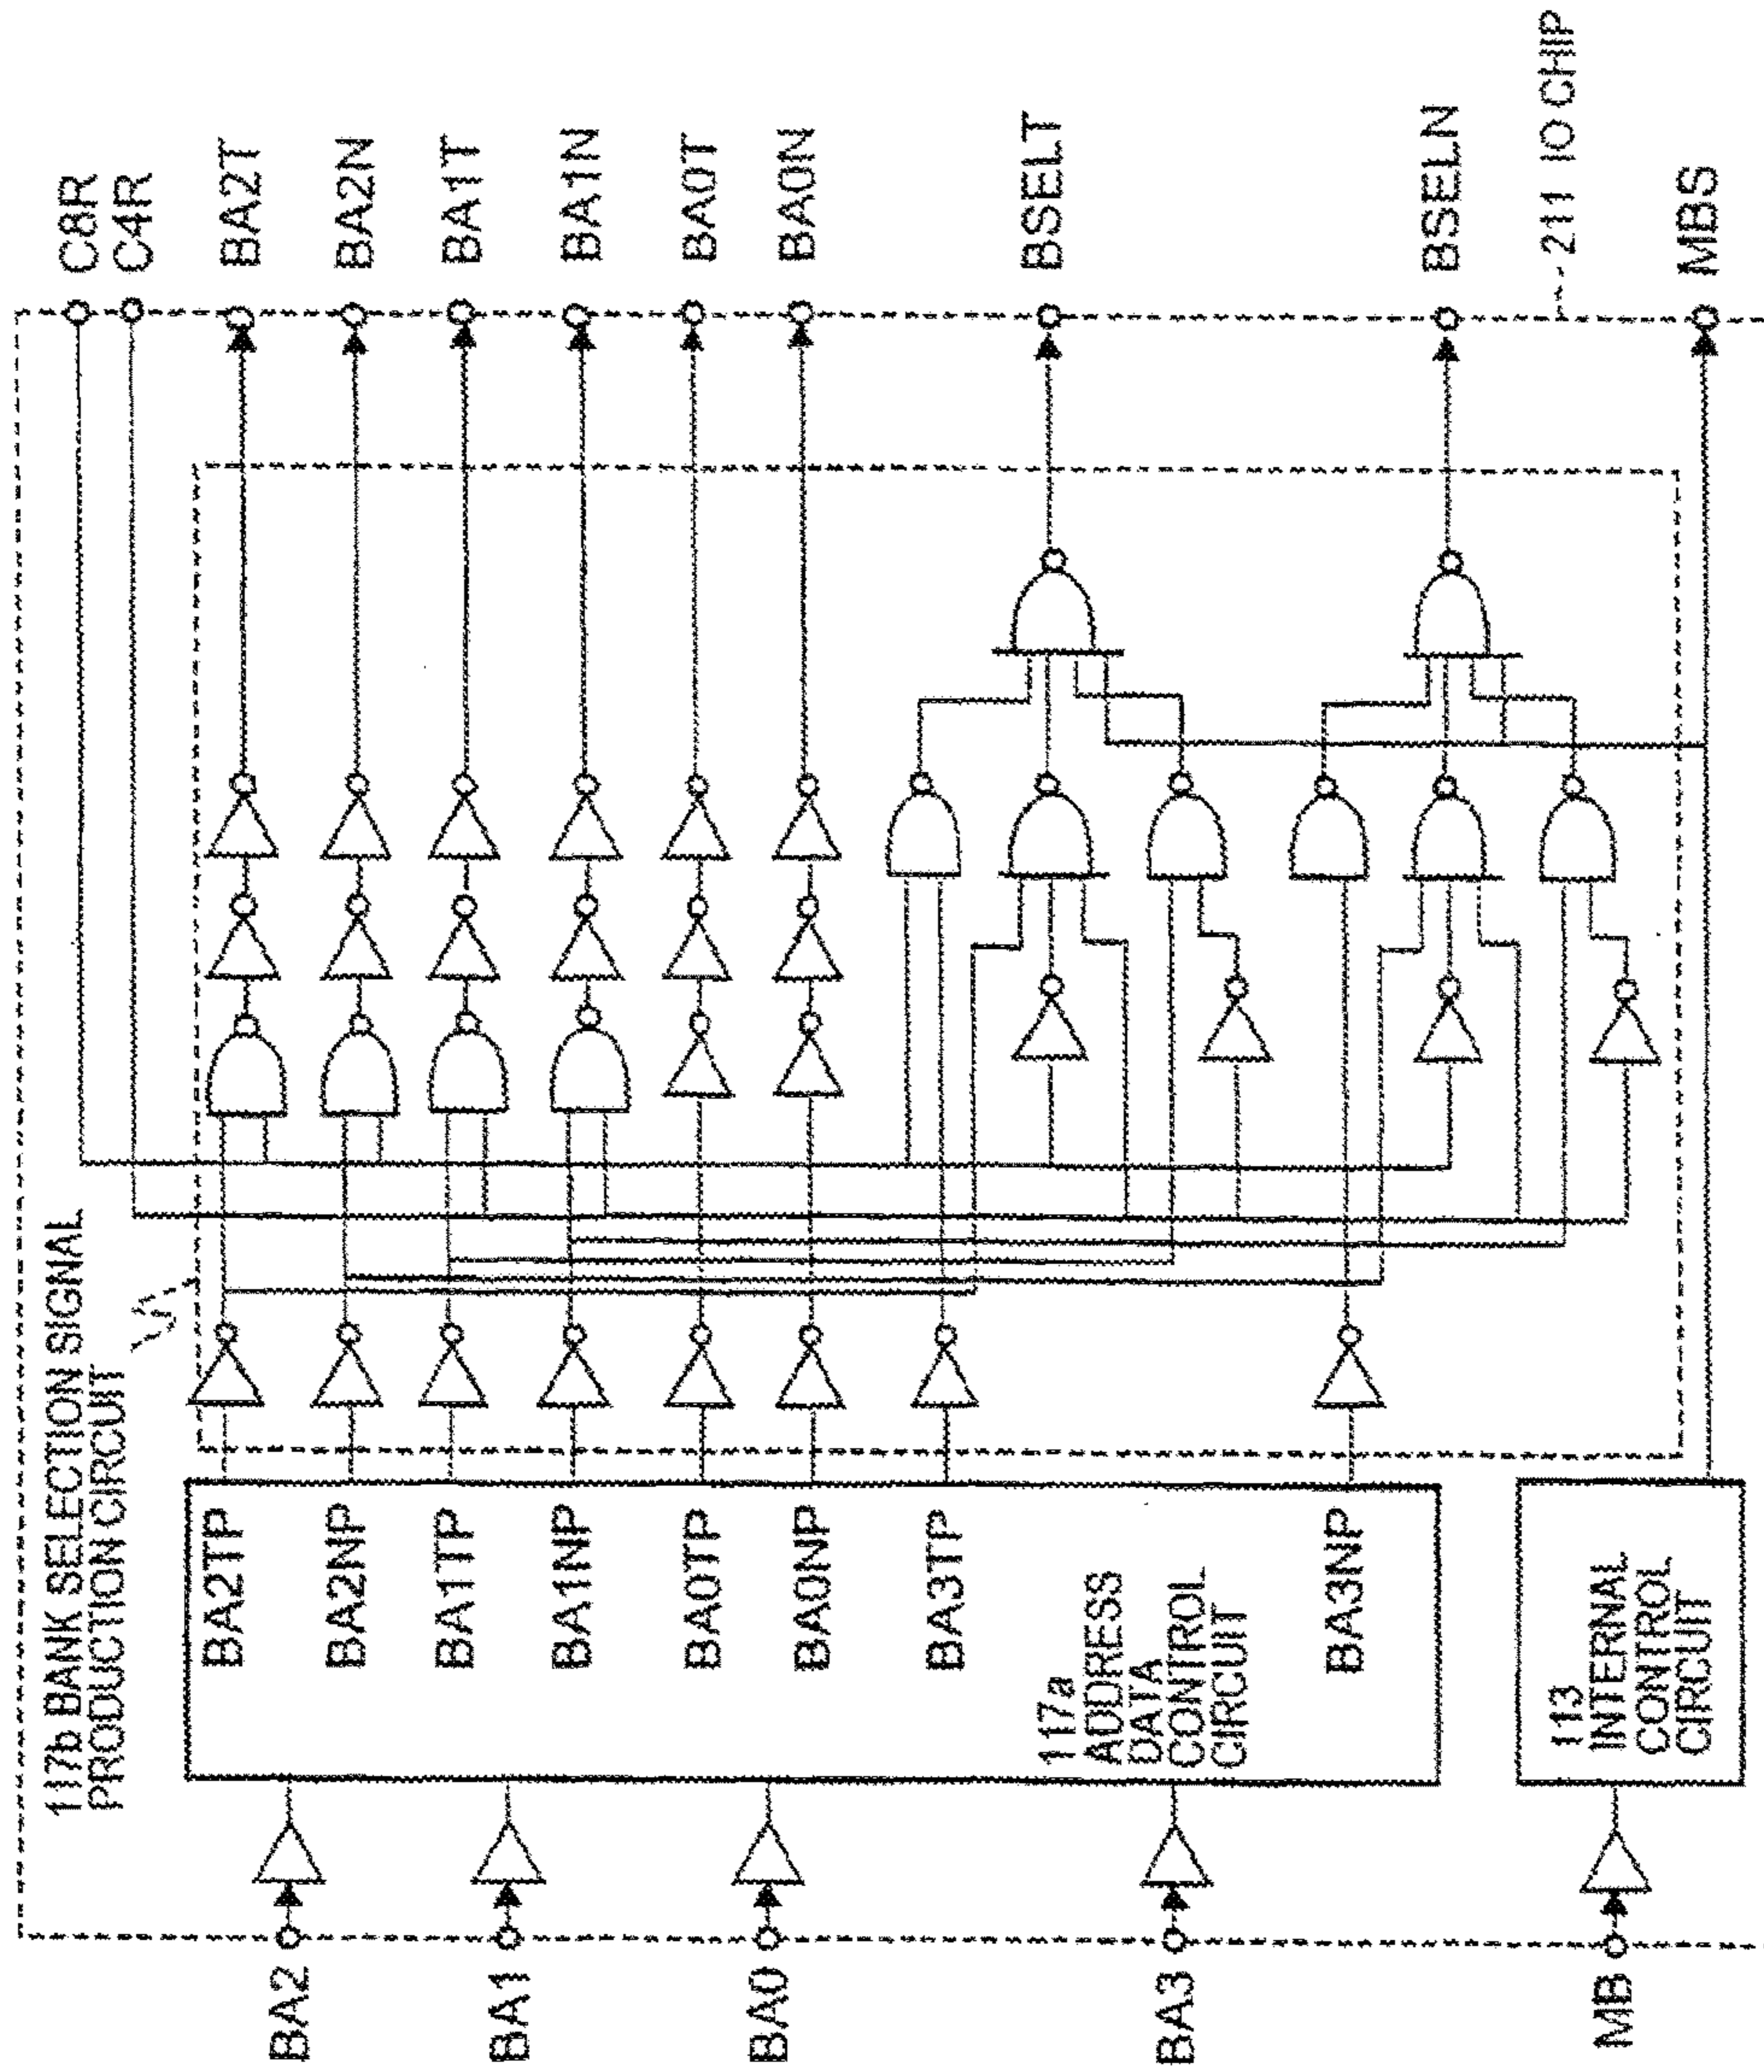 117b BANK SELECTION SIGNAL
PRODUCTION CIRCUIT
C8R
C4R
BA2T
BA2N
BA1T
BA1N
BA0T
BA0N
BSELT
BSELN
211 IO CHIP
MBS
BA2TP
BA2NP
BA1TP
BA1NP
BA0TP
BA0NP
BA3TP
BA3NP
117a
ADDRESS
DATA
CONTROL
CIRCUIT
113
INTERNAL
CONTROL
CIRCUIT
BA2
BA1
BA0
BA3
MB